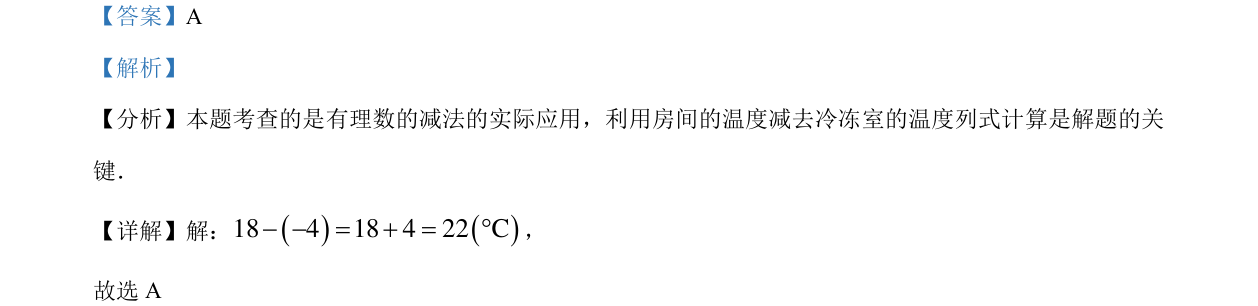 【答案】A
【解析】
【分析】本题考查的是有理数的减法的实际应用，利用房间的温度减去冷冻室的温度列式计算是解题的关
键．
【详解】解：18−(−4)=18+4=22(°C)，
故选 A